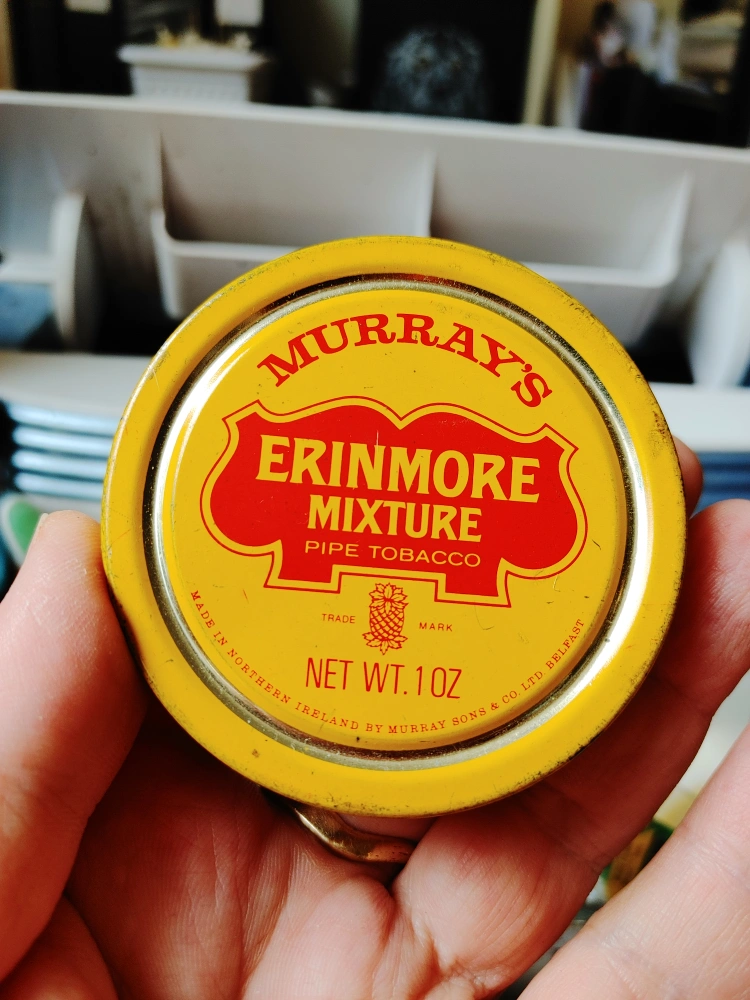 MURRAY'S
ERINMORE
MIXTURE
PIPE TOBACCO
TRADE MARK
NET WT. 1 OZ
MADE IN NORTHERN IRELAND BY MURRAY SONS & CO. LTD. BELFAST